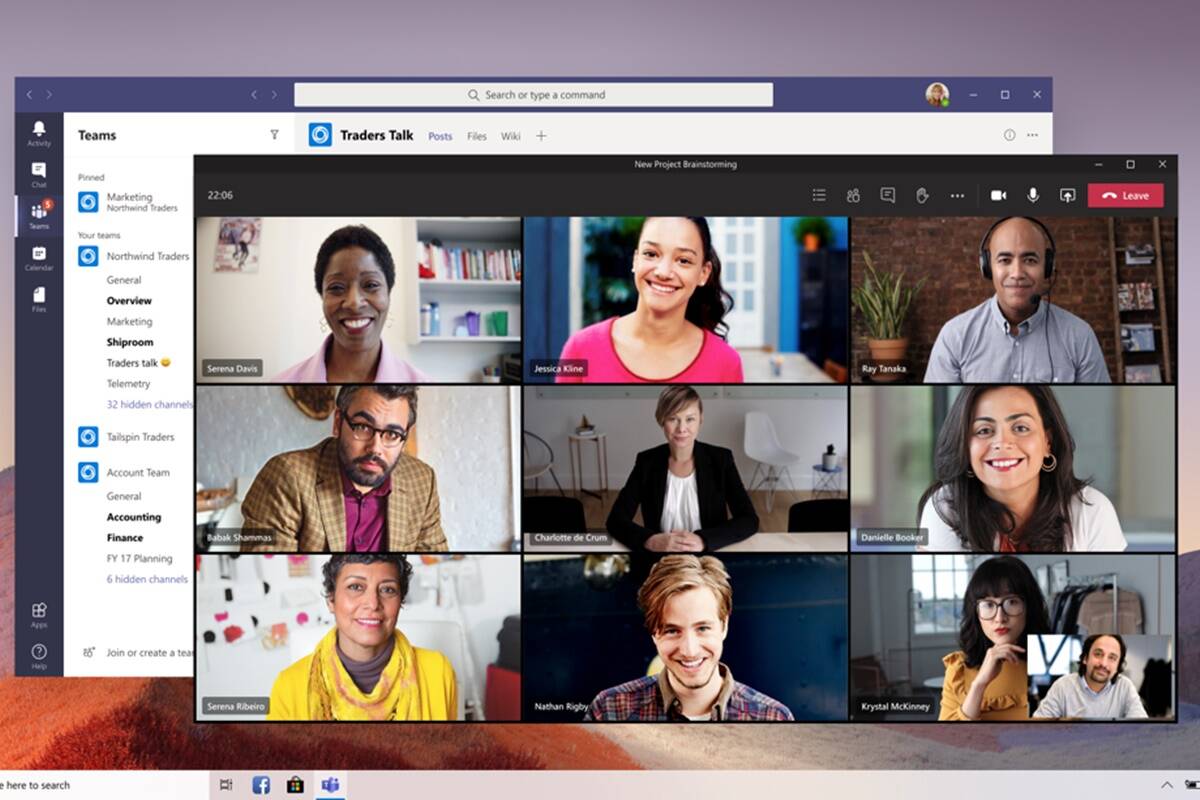 Search or type a command
Activity
Chat
5
Teams
Calendar
Files
Apps
Help
Teams
Pinned
Marketing
Northwind Traders
Your teams
Northwind Traders
General
Overview
Marketing
Shiproom
Traders talk
Telemetry
32 hidden channels
Tailspin Traders
Account Team
General
Accounting
Finance
FY 17 Planning
6 hidden channels
Join or create a tea
Traders Talk Posts Files Wiki
New Project Brainstorming
22:06
Leave
Serena Davis
Jessica Kline
Ray Tanaka
Babak Shammas
Charlotte de Crum
Danielle Booker
Serena Ribeiro
Nathan Rigby
Krystal McKinney
e here to search